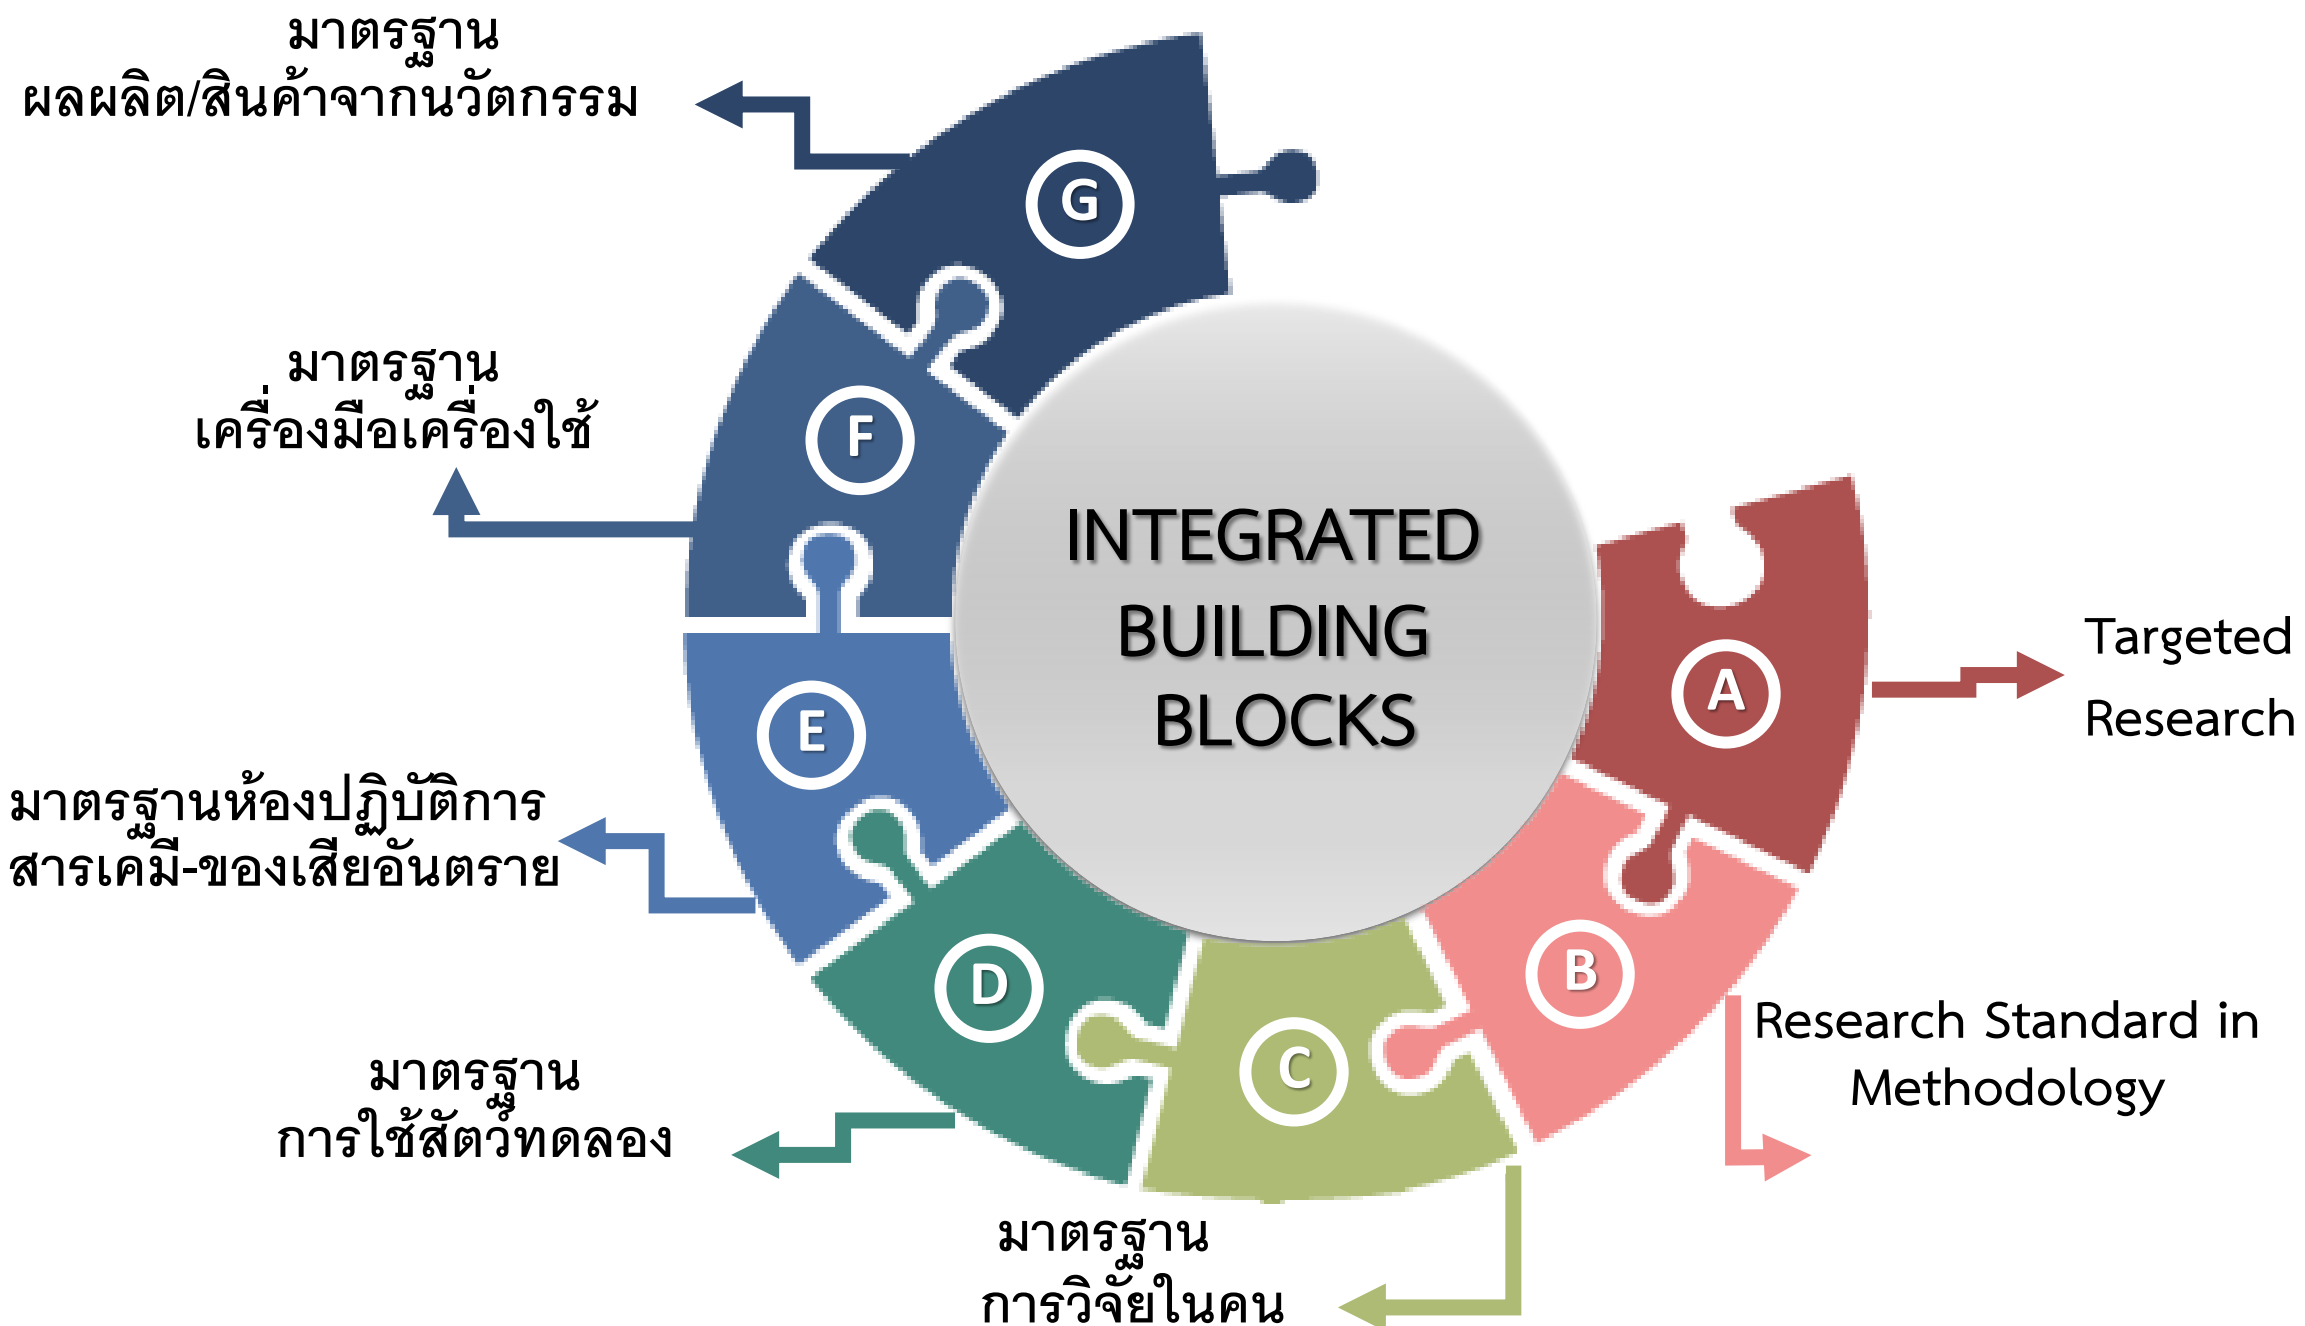 มาตรฐาน
ผลผลิต/สินค้าจากนวัตกรรม
G
มาตรฐาน
เครื่องมือเครื่องใช้
F
INTEGRATED
BUILDING
BLOCKS
A
Targeted
Research
E
มาตรฐานห้องปฏิบัติการ
สารเคมี-ของเสียอันตราย
D
B
Research Standard in
Methodology
C
มาตรฐาน
การใช้สัตว์ทดลอง
มาตรฐาน
การวิจัยในคน